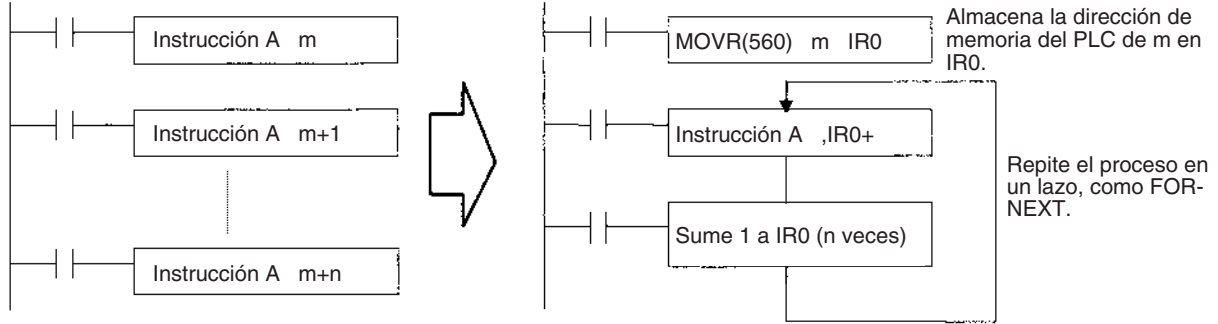 Instrucción A m
Instrucción A m+1
Instrucción A m+n
MOVR(560) m IR0
Almacena la dirección de
memoria del PLC de m en
IR0.
Instrucción A ,IR0+
Sume 1 a IR0 (n veces)
Repite el proceso en
un lazo, como FOR-
NEXT.